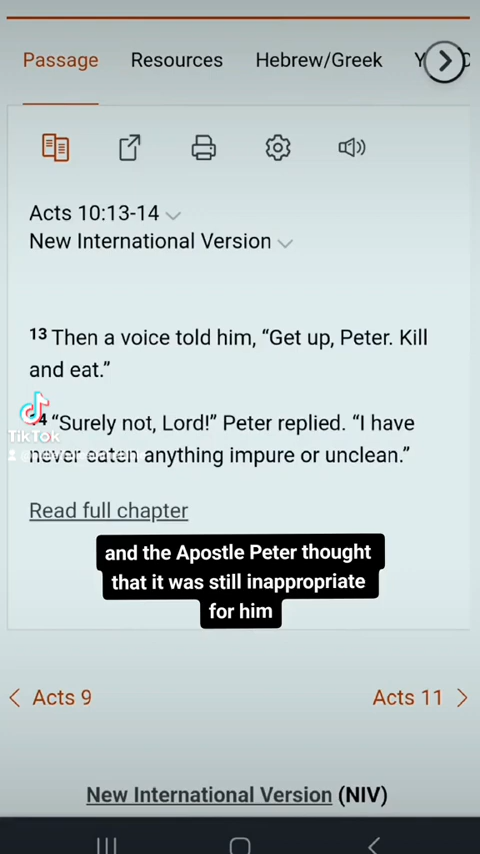 Passage Resources Hebrew/Greek
Acts 10:13-14
New International Version
13 Then a voice told him, “Get up, Peter. Kill
and eat.”
14 “Surely not, Lord!” Peter replied. “I have
TikTok
never eaten anything impure or unclean.”
Read full chapter
and the Apostle Peter thought
that it was still inappropriate
for him
Acts 9 Acts 11
New International Version (NIV)